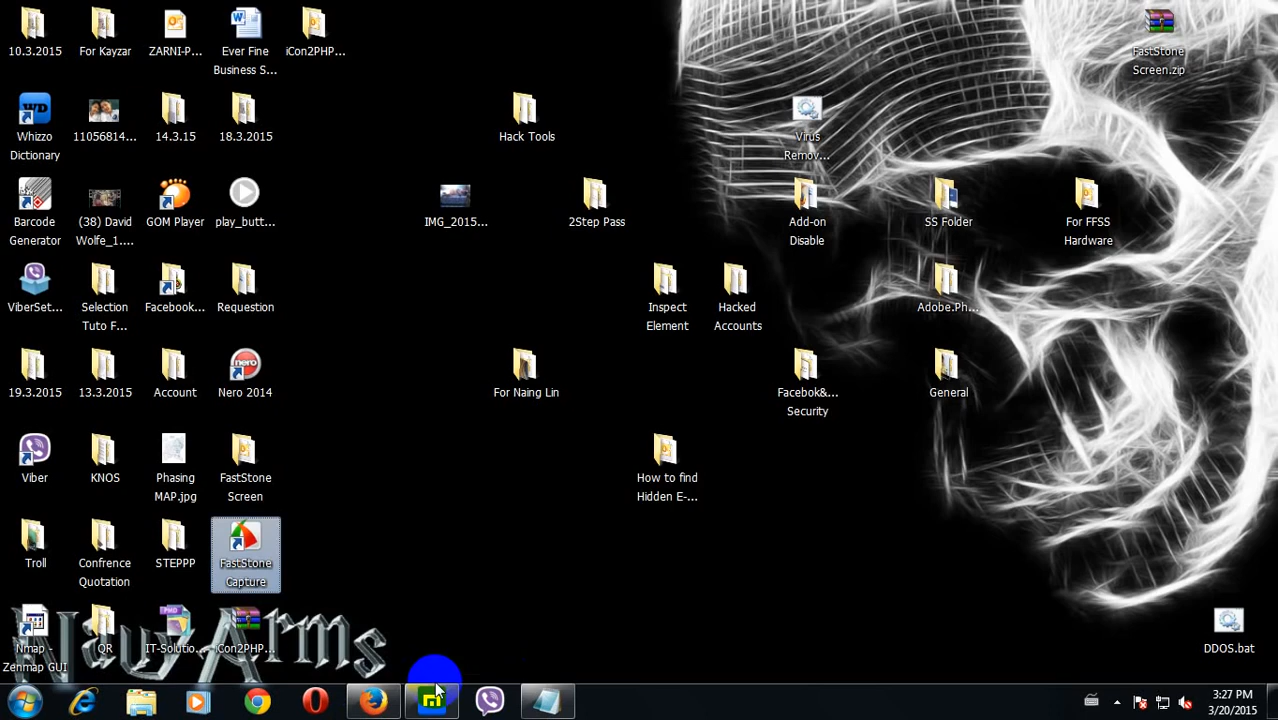 10.3.2015
For Kayzar
ZARNI-P...
Ever Fine
Business S...
iCon2PHP...
FastStone
Screen.zip
Whizzo
Dictionary
11056814...
14.3.15
18.3.2015
Hack Tools
Virus
Remov...
Barcode
Generator
(38) David
Wolfe_1....
GOM Player
play_butt...
IMG_2015...
2Step Pass
Add-on
Disable
SS Folder
For FFSS
Hardware
ViberSet...
Selection
Tuto F...
Facebook...
Requestion
Inspect
Element
Hacked
Accounts
Adobe.Ph...
19.3.2015
13.3.2015
Account
nero
Nero 2014
For Naing Lin
Facebok&...
Security
General
Viber
KNOS
Phasing
MAP.jpg
FastStone
Screen
How to find
Hidden E-...
Troll
Confrence
Quotation
STEPPP
FastStone
Capture
Nmap -
Zenmap GUI
QR
IT-Solutio...
iCon2PHP...
DDOS.bat
3:27 PM
3/20/2015